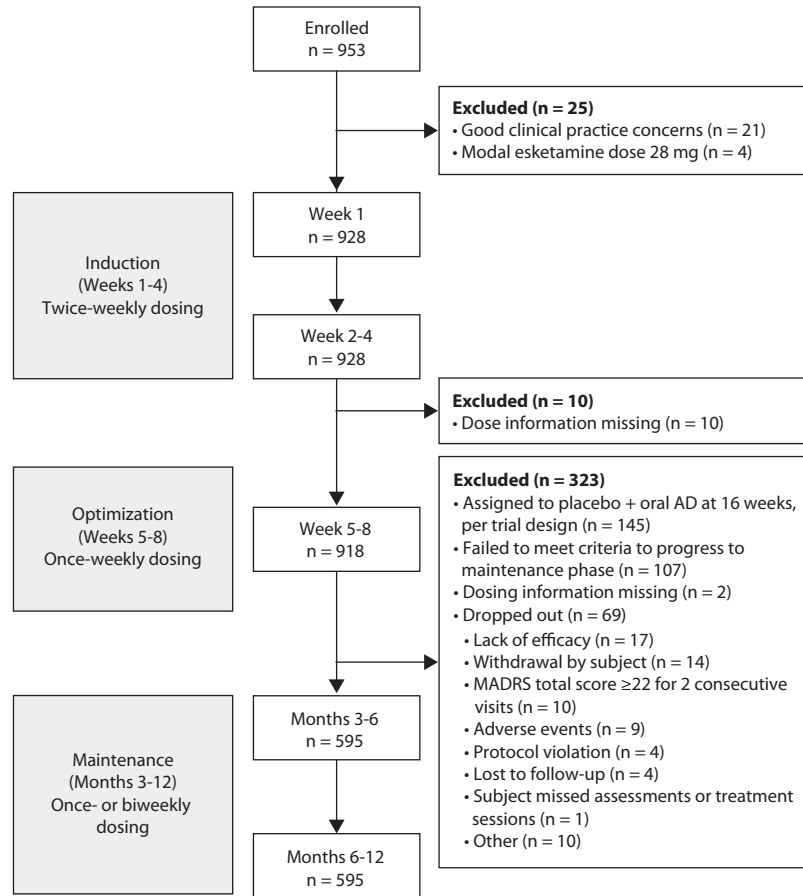 Enrolled
n = 953
Excluded (n = 25)
• Good clinical practice concerns (n = 21)
• Modal esketamine dose 28 mg (n = 4)
Week 1
n = 928
Induction
(Weeks 1-4)
Twice-weekly dosing
Week 2-4
n = 928
Excluded (n = 10)
• Dose information missing (n = 10)
Optimization
(Weeks 5-8)
Once-weekly dosing
Week 5-8
n = 918
Excluded (n = 323)
• Assigned to placebo + oral AD at 16 weeks,
per trial design (n = 145)
• Failed to meet criteria to progress to
maintenance phase (n = 107)
• Dosing information missing (n = 2)
• Dropped out (n = 69)
• Lack of efficacy (n = 17)
• Withdrawal by subject (n = 14)
• MADRS total score ≥22 for 2 consecutive
visits (n = 10)
• Adverse events (n = 9)
• Protocol violation (n = 4)
• Lost to follow-up (n = 4)
• Subject missed assessments or treatment
sessions (n = 1)
• Other (n = 10)
Maintenance
(Months 3-12)
Once- or biweekly
dosing
Months 3-6
n = 595
Months 6-12
n = 595